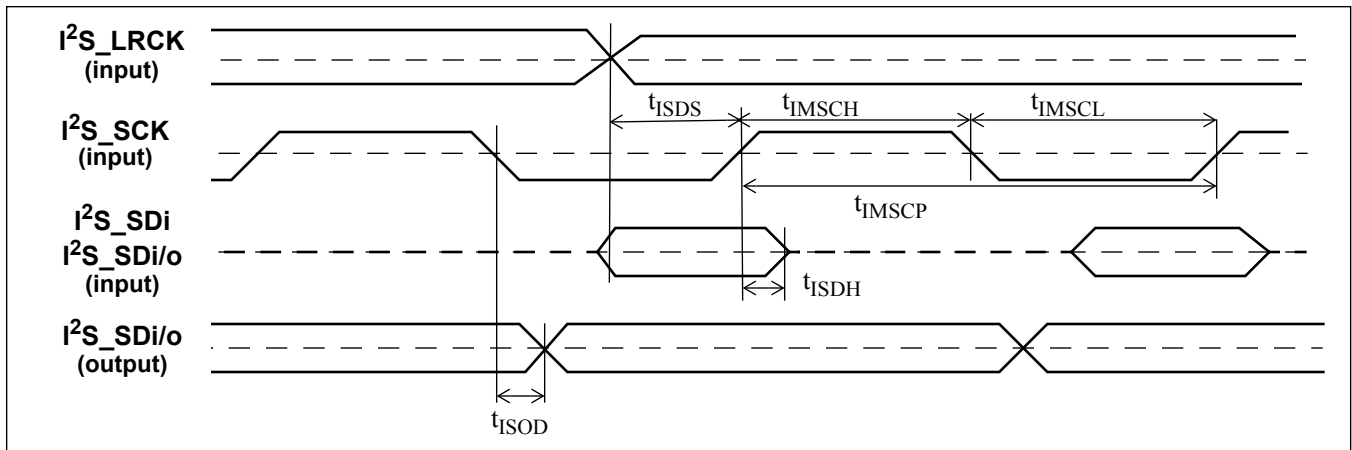 I²S_LRCK
(input)
tISDS
tIMSCH
tIMSCL
I²S_SCK
(input)
tIMSCP
I²S_SDi
I²S_SDi/o
(input)
tISDH
I²S_SDi/o
(output)
tISOD